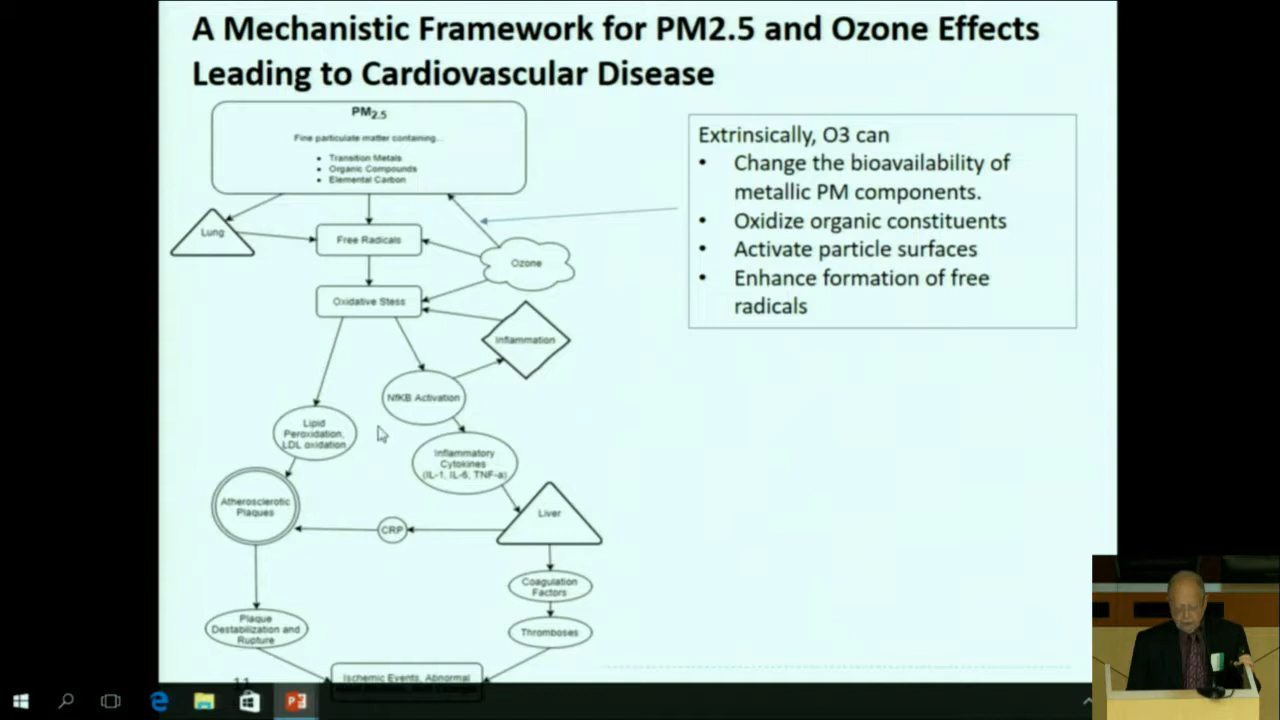 A Mechanistic Framework for PM2.5 and Ozone Effects
Leading to Cardiovascular Disease
PM2.5
Fine particulate matter containing...
• Transition Metals
• Organic Compounds
• Elemental Carbon
Extrinsically, O3 can
• Change the bioavailability of
metallic PM components.
• Oxidize organic constituents
• Activate particle surfaces
• Enhance formation of free
radicals
Lung
Free Radicals
Ozone
Oxidative Stess
Inflammation
NfKB Activation
Lipid
Peroxidation,
LDL oxidation
Inflammatory
Cytokines
(IL-1, IL-6, TNF-a)
Atherosclerotic
Plaques
CRP
Liver
Coagulation
Factors
Plaque
Destabilization and
Rupture
Thromboses
Ischemic Events, Abnormal
11